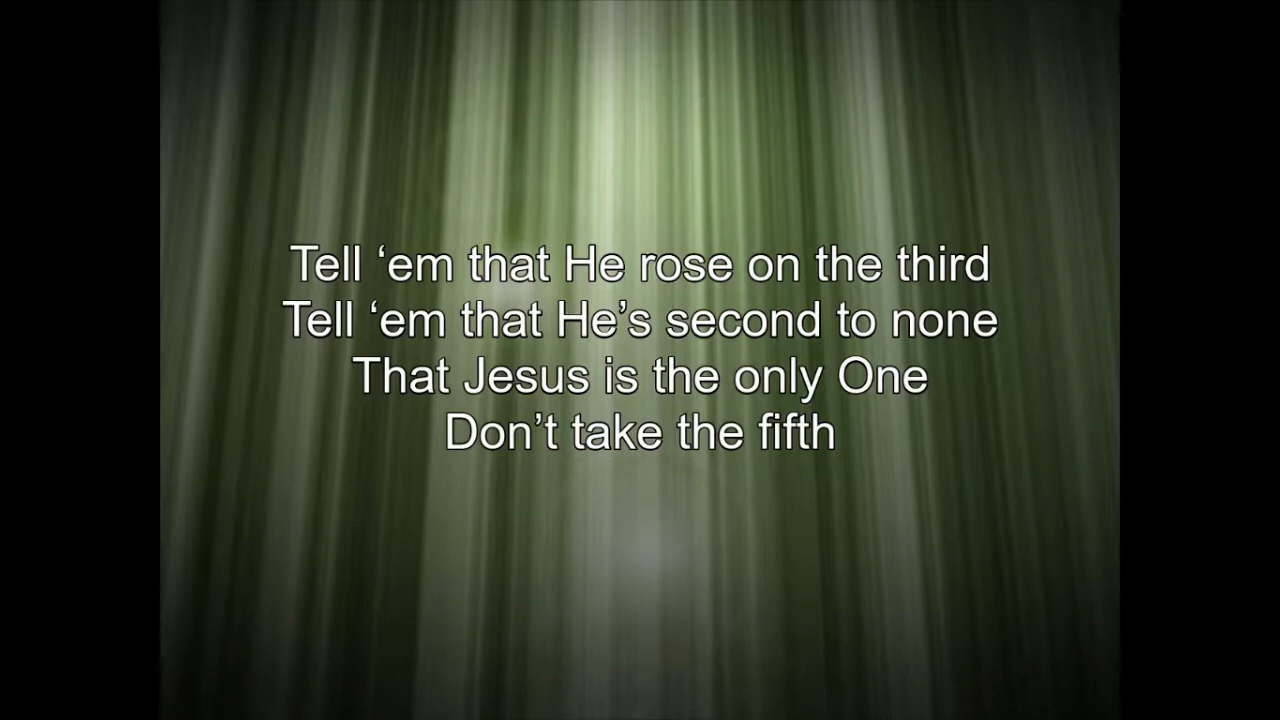 Tell ‘em that He rose on the third
Tell ‘em that He’s second to none
That Jesus is the only One
Don’t take the fifth